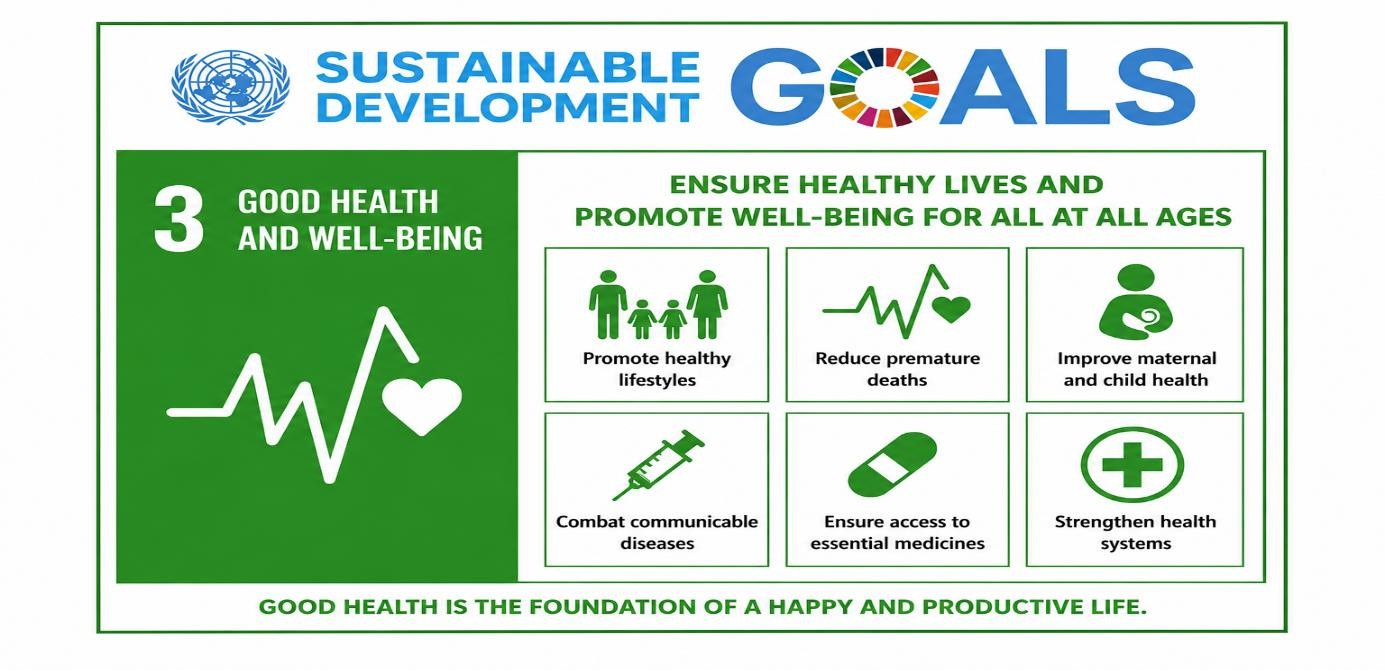 SUSTAINABLE
DEVELOPMENT
GOALS
3
GOOD HEALTH
AND WELL-BEING
ENSURE HEALTHY LIVES AND
PROMOTE WELL-BEING FOR ALL AT ALL AGES
Promote healthy
lifestyles
Reduce premature
deaths
Improve maternal
and child health
Combat communicable
diseases
Ensure access to
essential medicines
Strengthen health
systems
GOOD HEALTH IS THE FOUNDATION OF A HAPPY AND PRODUCTIVE LIFE.